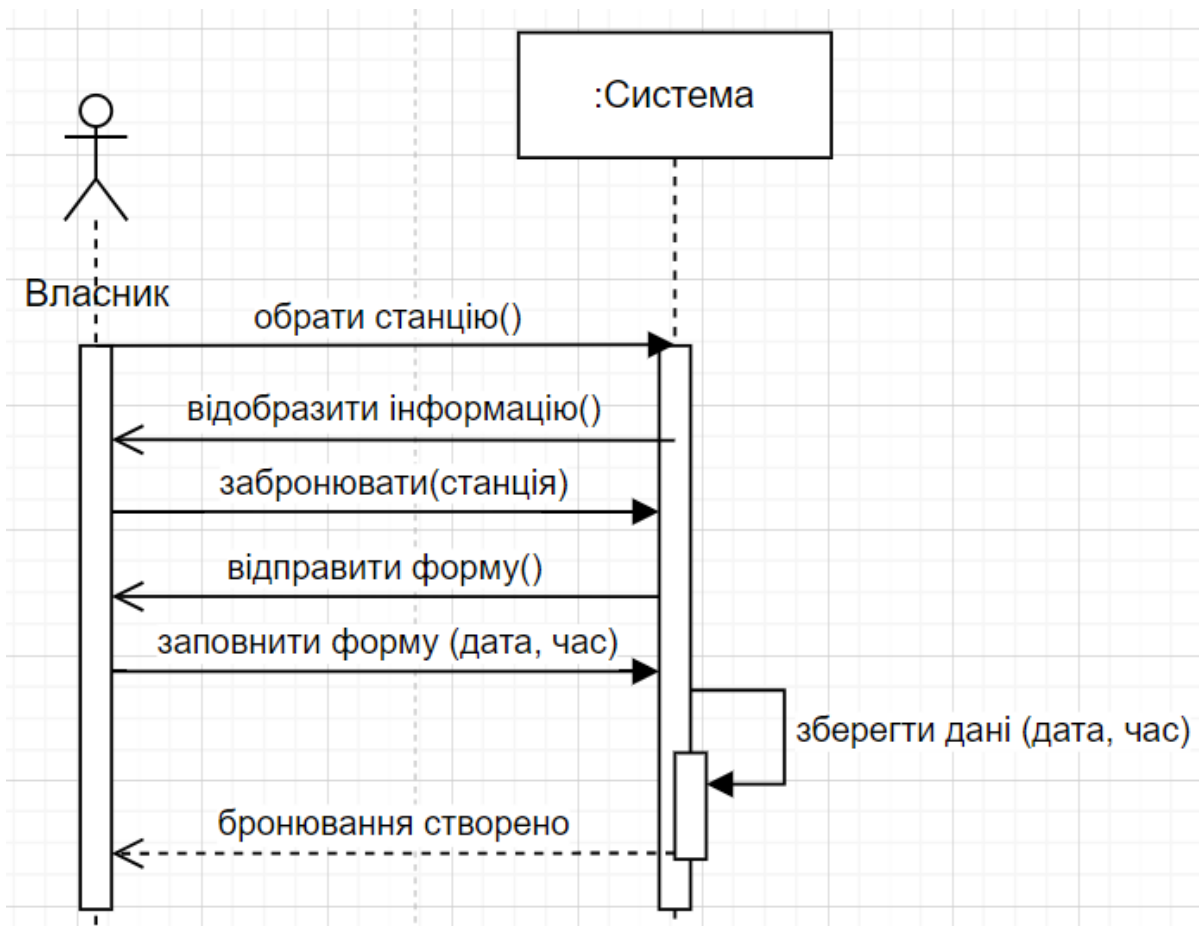 :Система
Власник
обрати станцію()
відобразити інформацію()
забронювати(станція)
відправити форму()
заповнити форму (дата, час)
зберегти дані (дата, час)
бронювання створено